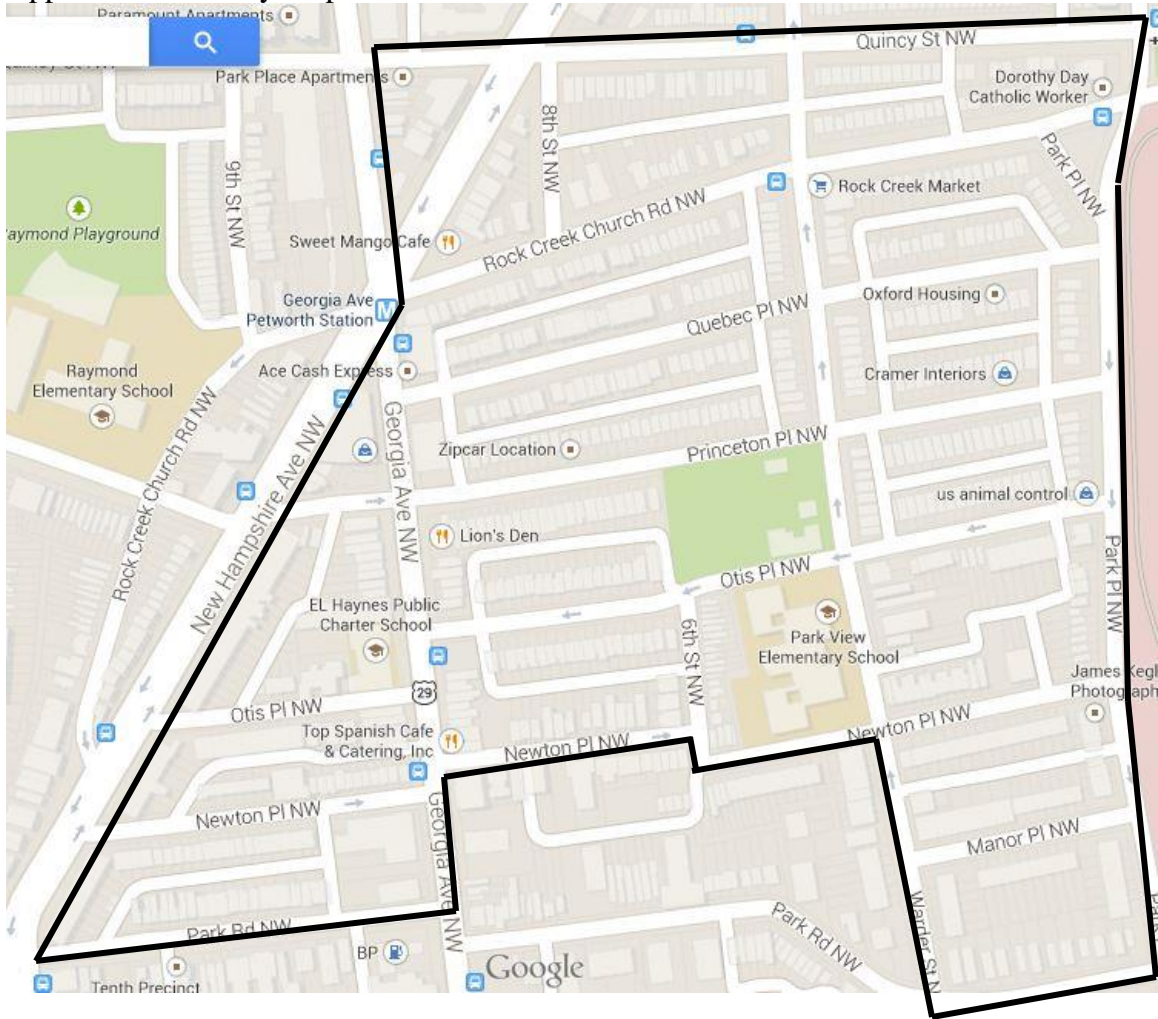 Paramount Apartments
Quincy St NW
Park Place Apartments
Dorothy Day
Catholic Worker
8th St NW
9th St NW
Park Pl NW
Rock Creek Market
Raymond Playground
Sweet Mango Cafe
Rock Creek Church Rd NW
Georgia Ave
Petworth Station
M
Quebec Pl NW
Oxford Housing
Raymond
Elementary School
Ace Cash Express
Cramer Interiors
Georgia Ave NW
Rock Creek Church Rd NW
New Hampshire Ave NW
Zipcar Location
Princeton Pl NW
us animal control
Lion's Den
Otis Pl NW
Park Pl NW
EL Haynes Public
Charter School
6th St NW
Park View
Elementary School
29
Otis Pl NW
James Kegl
Photograph
Top Spanish Cafe
& Catering, Inc
Newton Pl NW
Newton Pl NW
Newton Pl NW
Georgia Ave NW
Manor Pl NW
Park Rd NW
Park Rd NW
Warder St N
BP
Google
Tenth Precinct